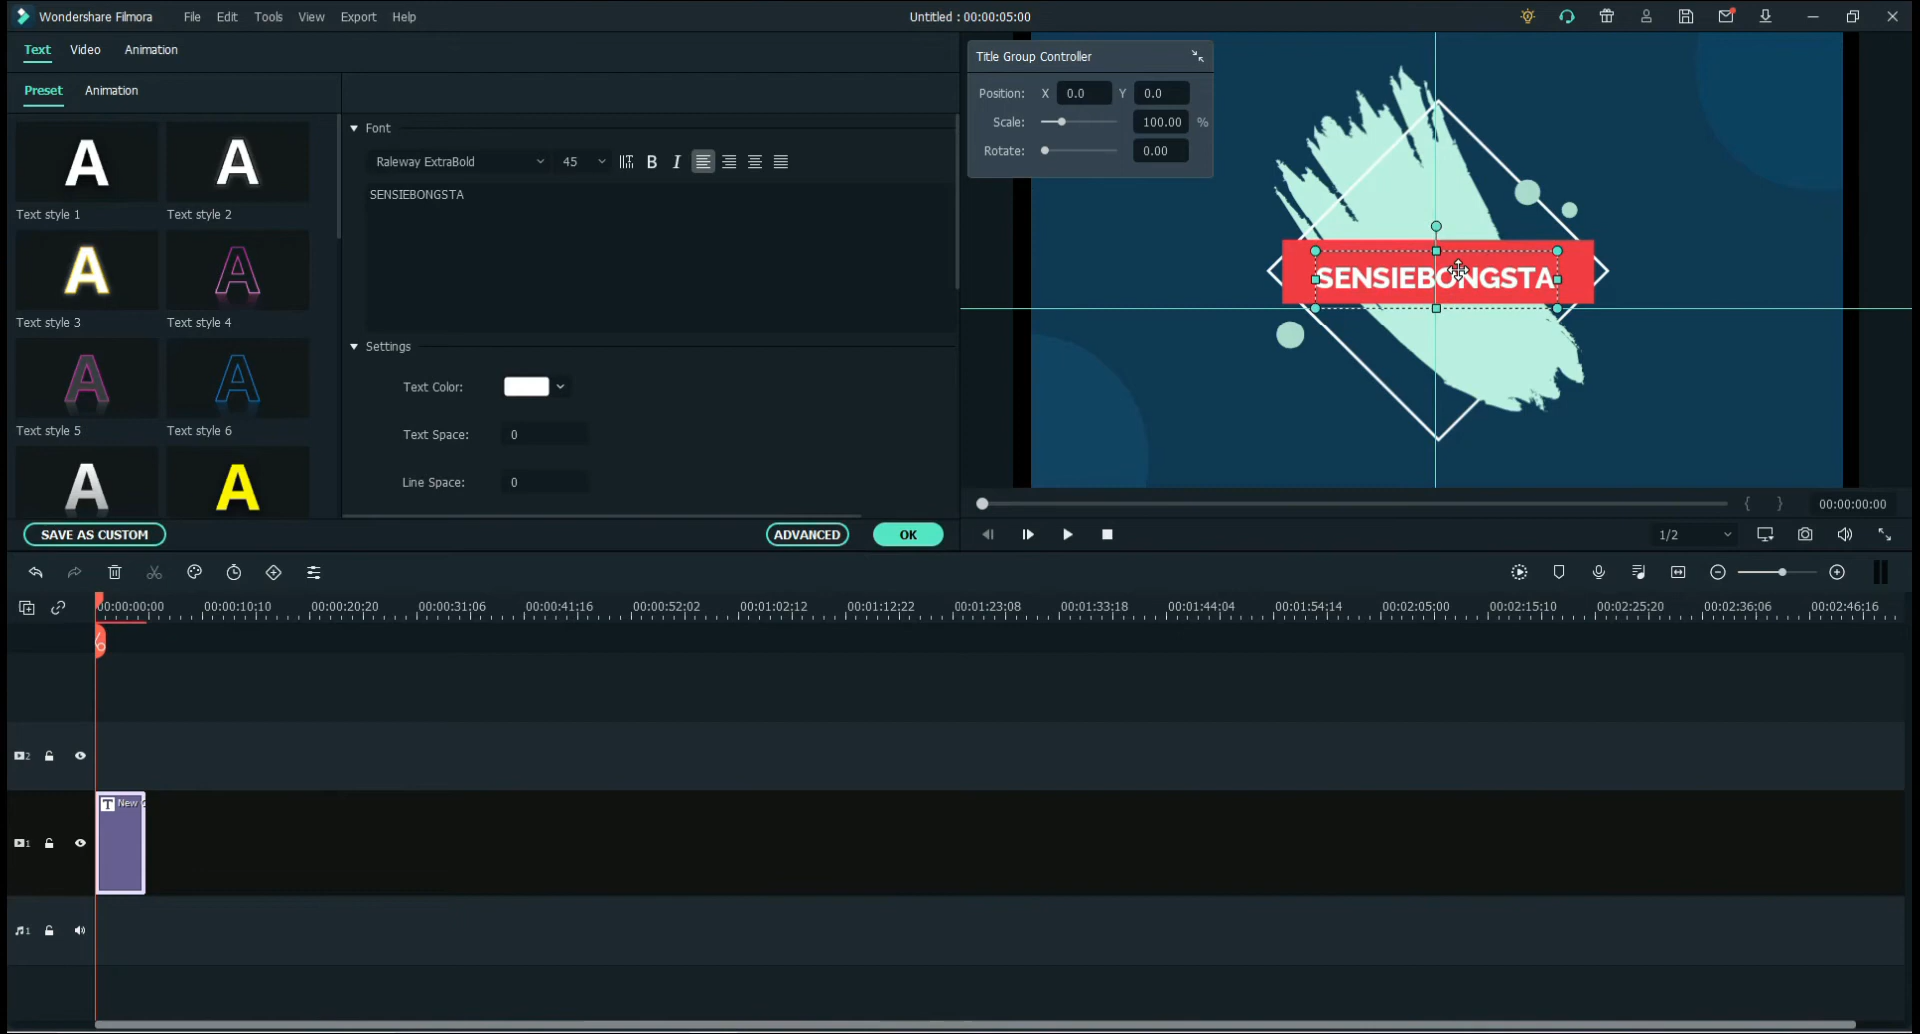 Wondershare Filmora File Edit Tools View Export Help Untitled : 00:00:05:00
Text Video Animation
Preset Animation
Text style 1 Text style 2
Text style 3 Text style 4
Text style 5 Text style 6
SAVE AS CUSTOM ADVANCED OK
Font
Raleway ExtraBold 45 B I
SENSIEBONGSTA
Settings
Text Color:
Text Space: 0
Line Space: 0
Title Group Controller
Position: X 0.0 Y 0.0
Scale: 100.00 %
Rotate: 0.00
SENSIEBONGSTA
{ } 00:00:00:00
1/2
00:00:00:00 00:00:10:10 00:00:20:20 00:00:31:06 00:00:41:16 00:00:52:02 00:01:02:12 00:01:12:22 00:01:23:08 00:01:33:18 00:01:44:04 00:01:54:14 00:02:05:00 00:02:15:10 00:02:25:20 00:02:36:06 00:02:46:16
2
T New
1
1